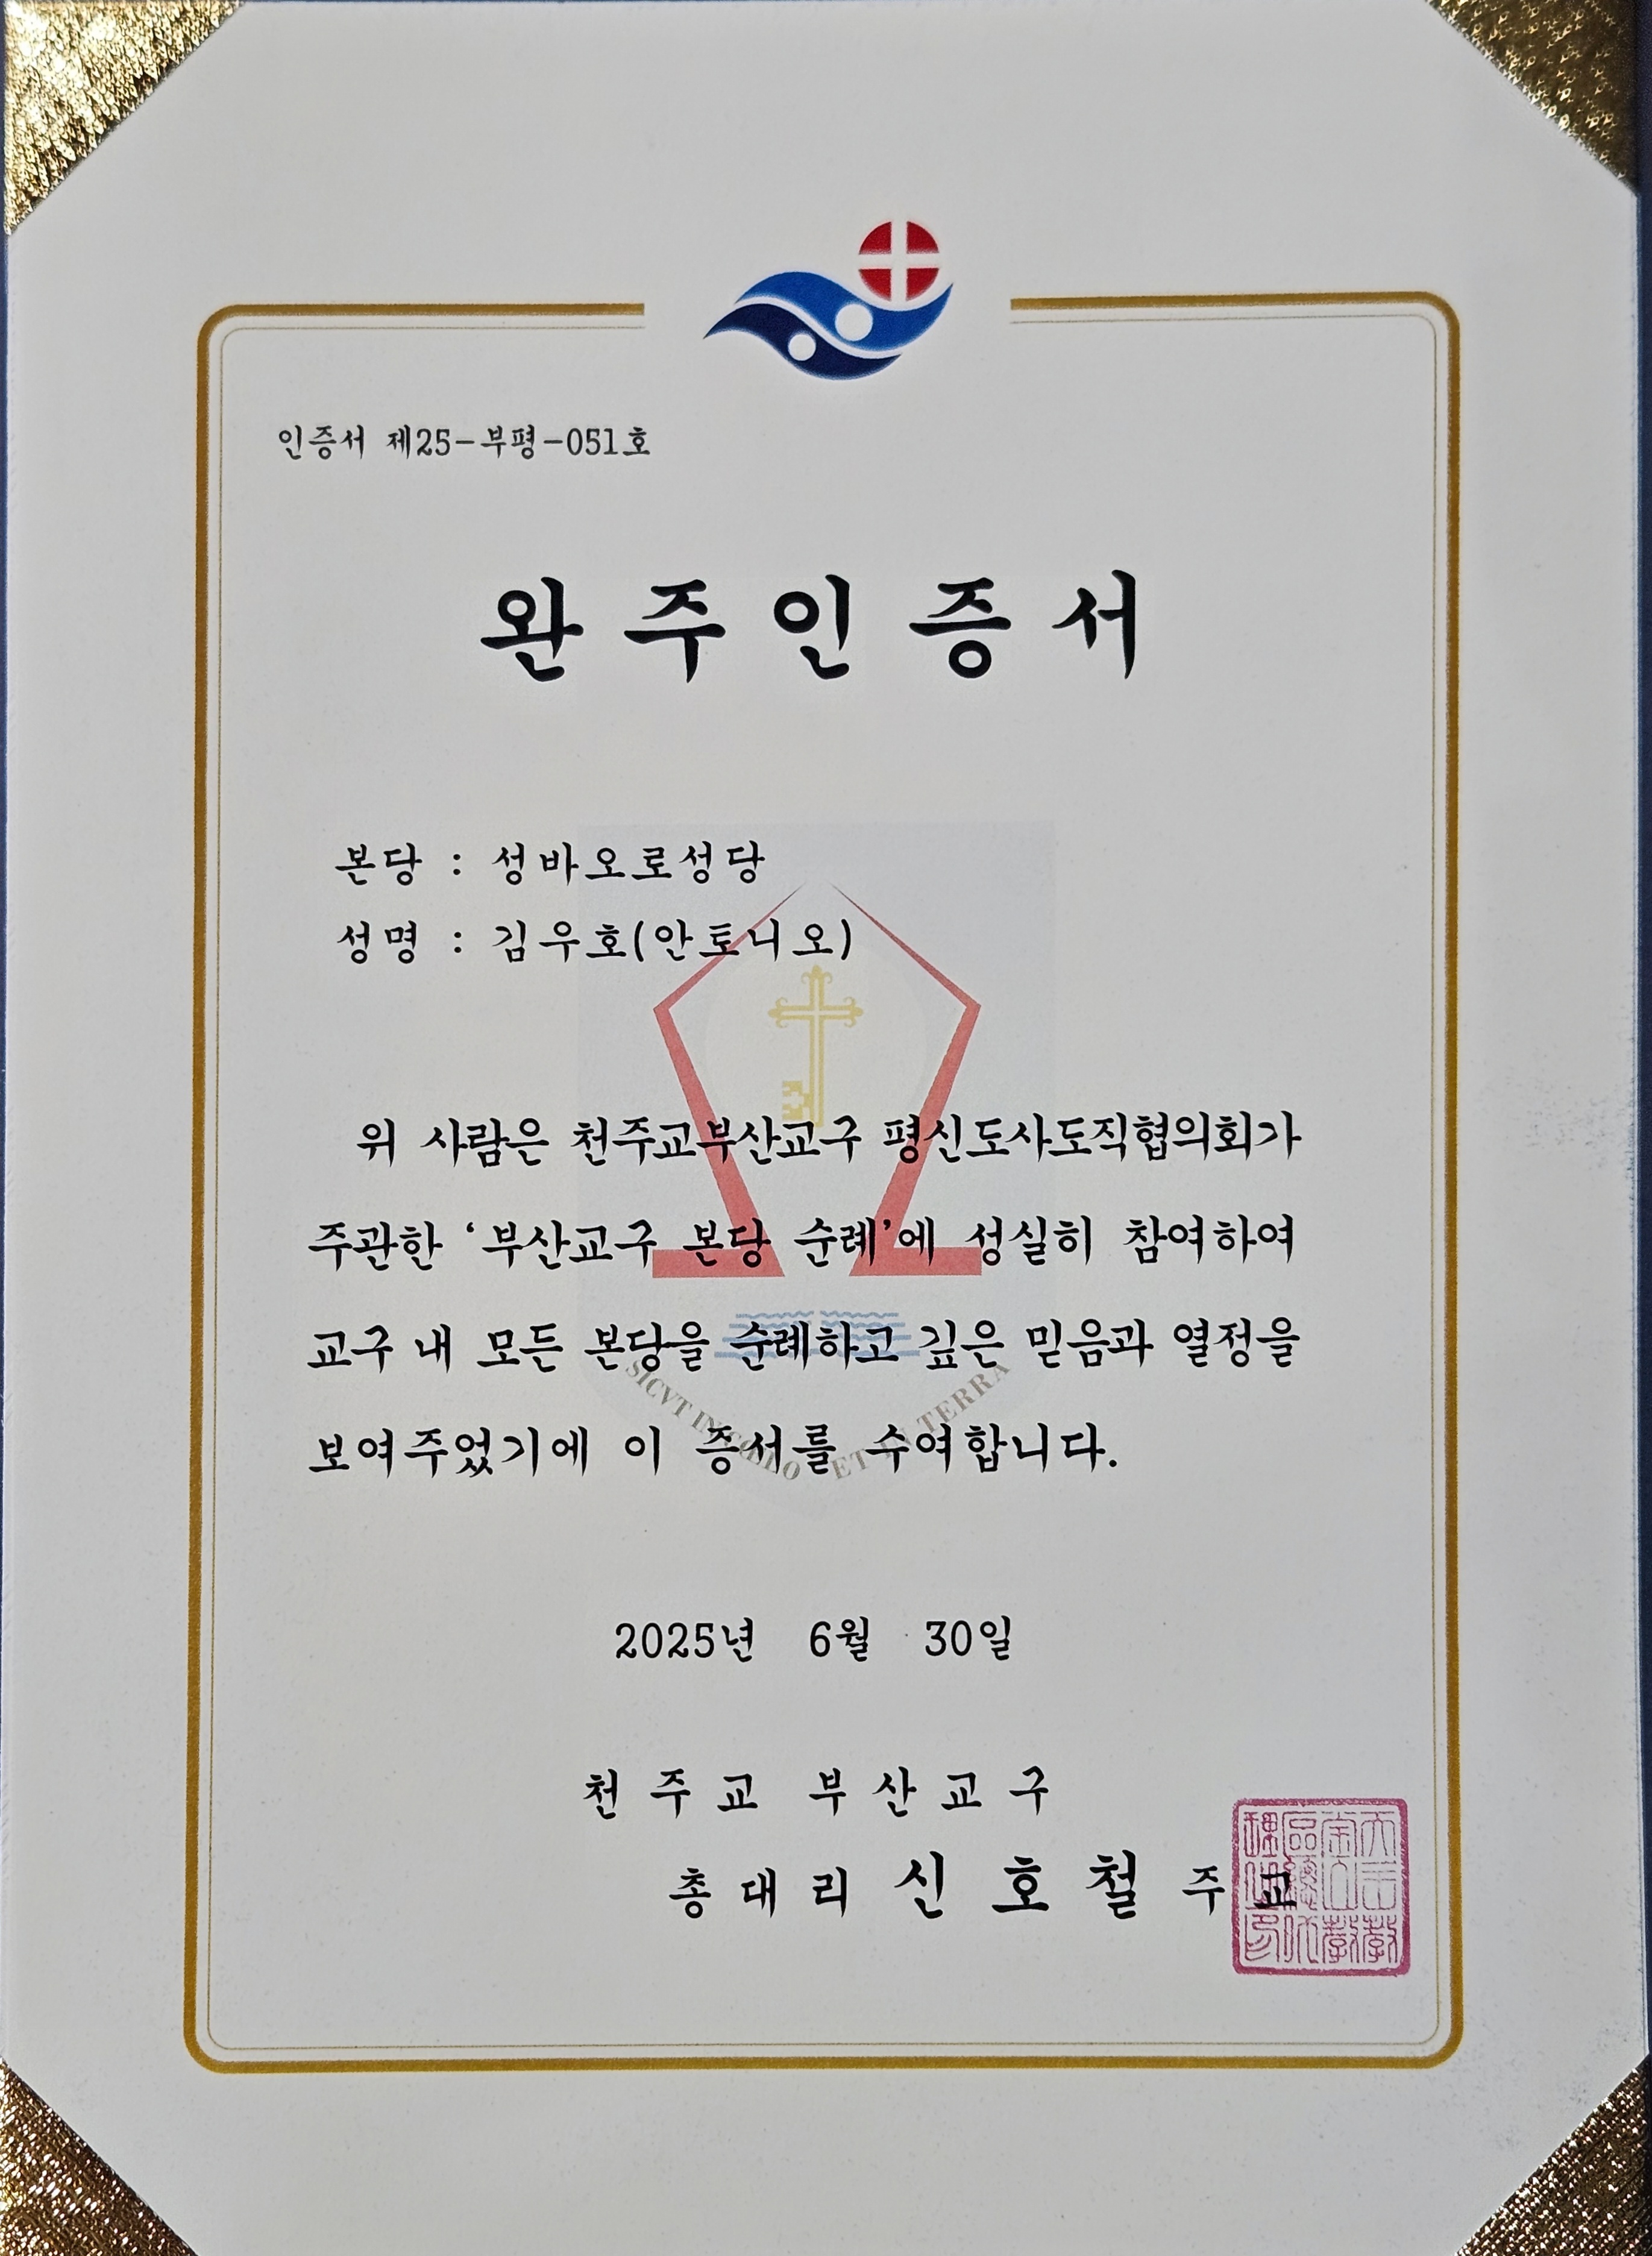 인증서 제25-부평-051호
완주인증서
본당 : 성바오로성당
성명 : 김우호(안토니오)
위 사람은 천주교부산교구 평신도사도직협의회가
주관한 ‘부산교구 본당 순례’에 성실히 참여하여
교구 내 모든 본당을 순례하고 깊은 믿음과 열정을
보여주었기에 이 증서를 수여합니다.
SICVT IN COELO ET IN TERRA
2025년 6월 30일
천주교 부산교구
총대리 신호철 주교